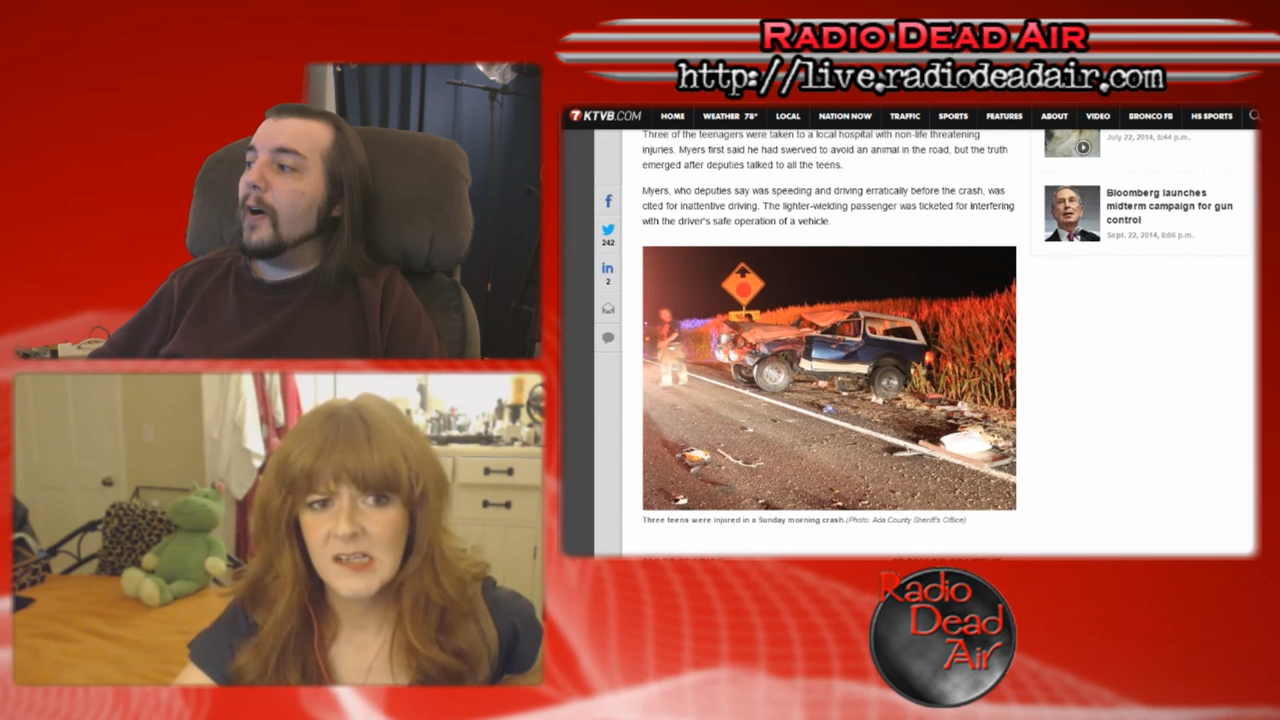 Radio Dead Air
http://live.radiodeadair.com
7 KTVB.COM HOME WEATHER 78° LOCAL NATION NOW TRAFFIC SPORTS FEATURES ABOUT VIDEO BRONCO FB HS SPORTS
Three of the teenagers were taken to a local hospital with non-life threatening
injuries. Myers first said he had swerved to avoid an animal in the road, but the truth
emerged after deputies talked to all the teens.
Myers, who deputies say was speeding and driving erratically before the crash, was
cited for inattentive driving. The lighter-wielding passenger was ticketed for interfering
with the driver's safe operation of a vehicle.
July 22, 2014, 5:44 p.m.
Bloomberg launches
midterm campaign for gun
control
Sept. 22, 2014, 6:06 p.m.
f
242
in
2
Three teens were injured in a Sunday morning crash.(Photo: Ada County Sheriff's Office)
Radio
Dead
Air